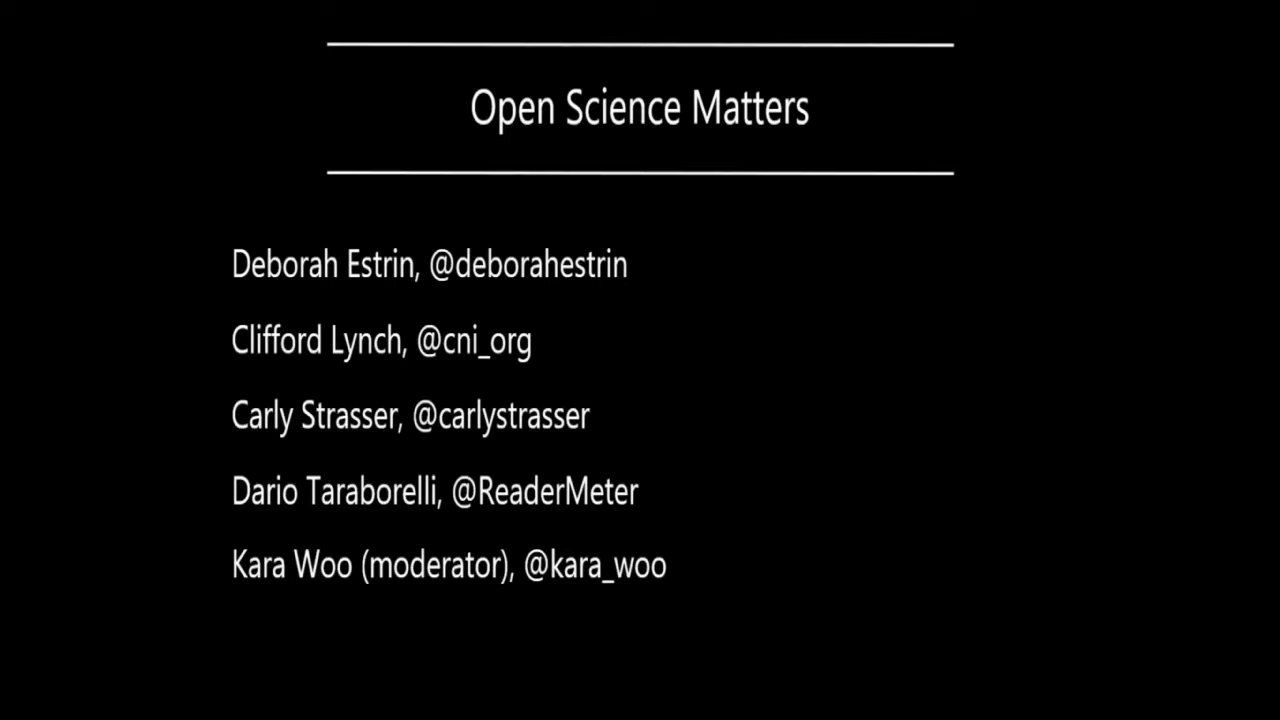 Open Science Matters
Deborah Estrin, @deborahestrin
Clifford Lynch, @cni_org
Carly Strasser, @carlystrasser
Dario Taraborelli, @ReaderMeter
Kara Woo (moderator), @kara_woo